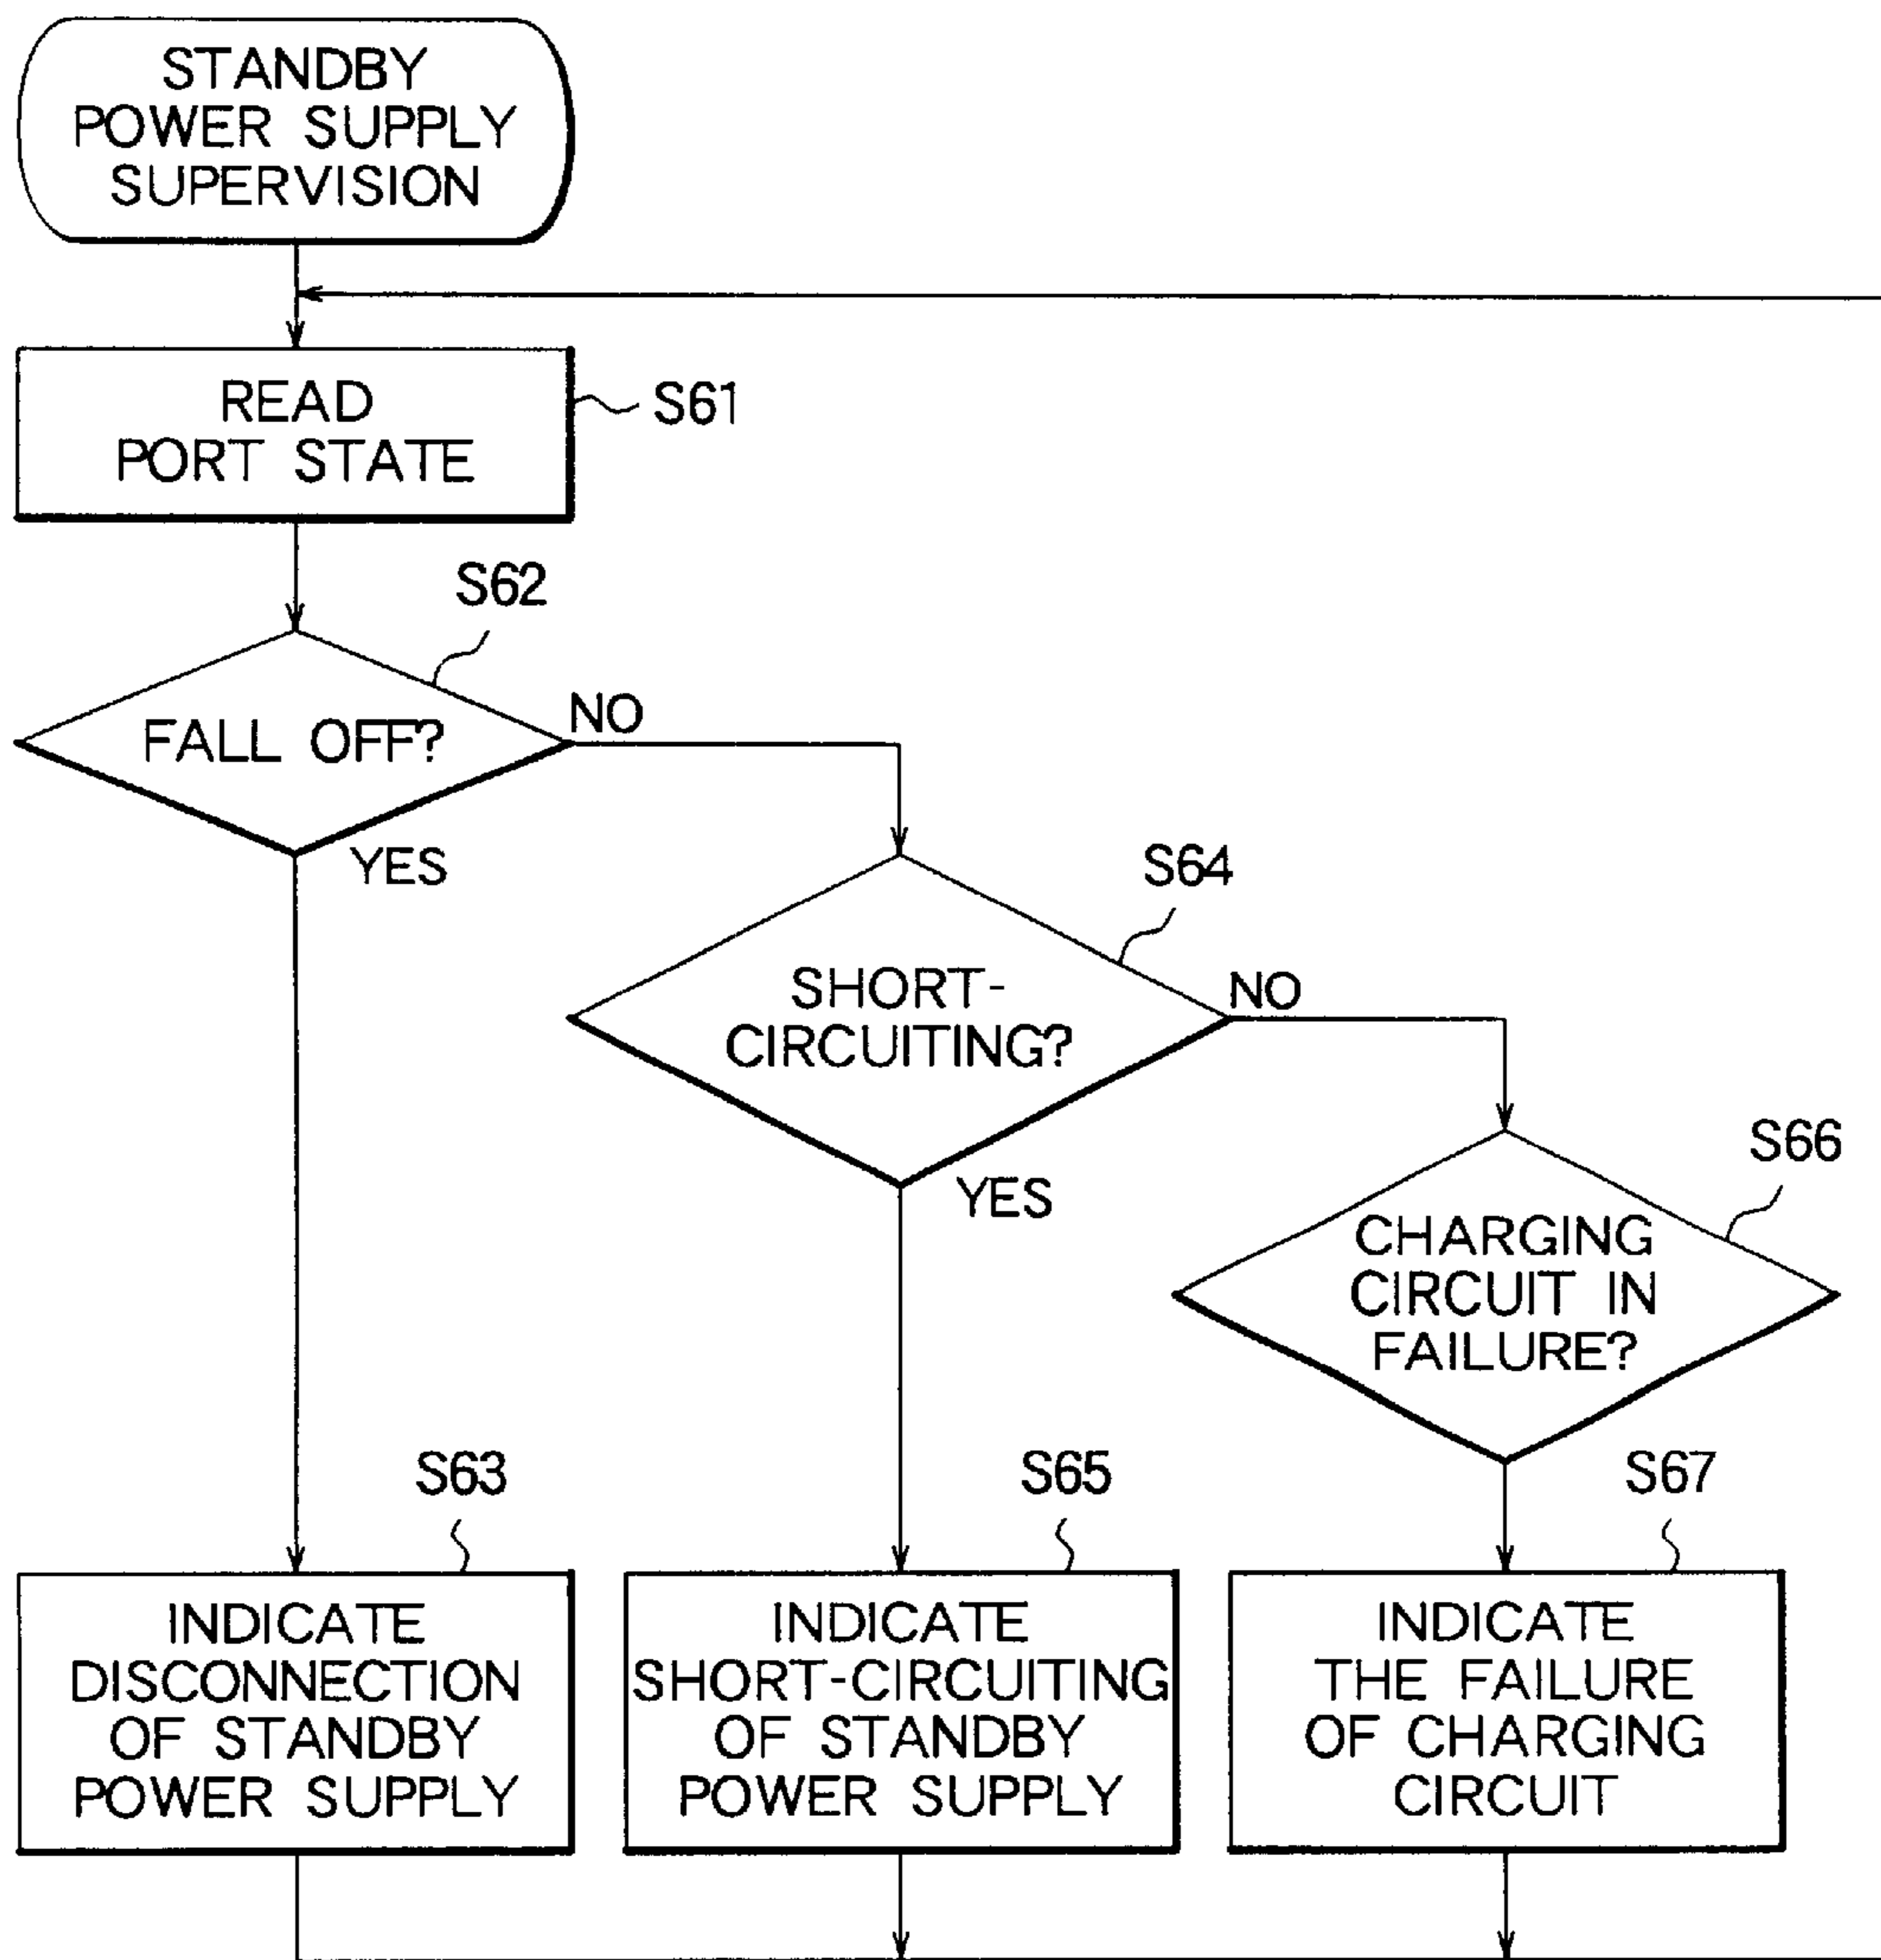 STANDBY
POWER SUPPLY
SUPERVISION
READ
PORT STATE
S61
S62
FALL OFF?
NO
YES
S64
SHORT-
CIRCUITING?
NO
YES
S66
CHARGING
CIRCUIT IN
FAILURE?
S63
INDICATE
DISCONNECTION
OF STANDBY
POWER SUPPLY
S65
INDICATE
SHORT-CIRCUITING
OF STANDBY
POWER SUPPLY
S67
INDICATE
THE FAILURE
OF CHARGING
CIRCUIT